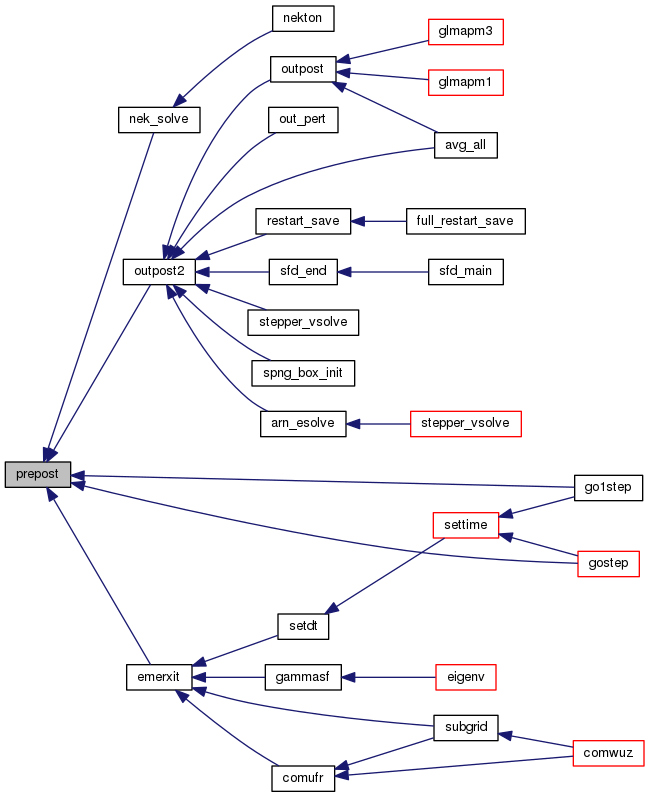 nekton
glmapm3
outpost
glmapm1
nek_solve
out_pert
avg_all
restart_save
full_restart_save
outpost2
sfd_end
sfd_main
stepper_vsolve
spng_box_init
arn_esolve
stepper_vsolve
prepost
go1step
settime
gostep
setdt
emerxit
gammasf
eigenv
subgrid
comwuz
comufr